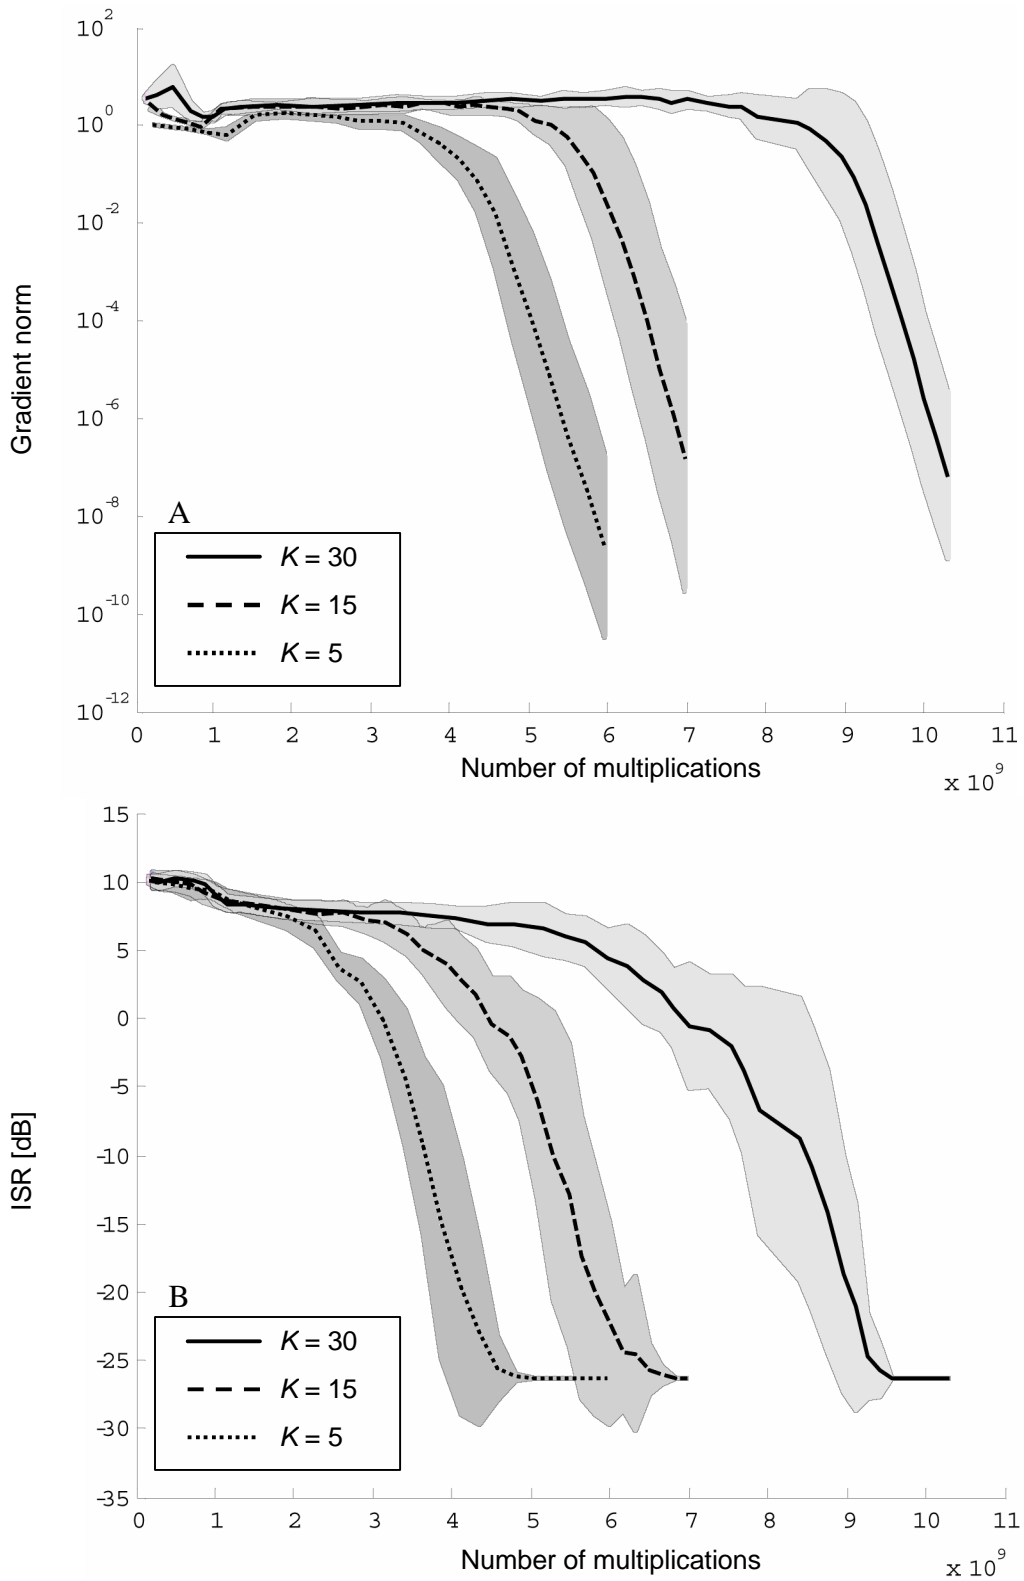 10^2
10^0
10^0
10^-2
10^-4
10^-6
10^-8
10^-10
10^-12
Gradient norm
A
K = 30
K = 15
K = 5
0 1 2 3 4 5 6 7 8 9 10 11
Number of multiplications
x 10^9
15
10
5
0
-5
-10
-15
-20
-25
-30
-35
ISR [dB]
B
K = 30
K = 15
K = 5
0 1 2 3 4 5 6 7 8 9 10 11
Number of multiplications
x 10^9